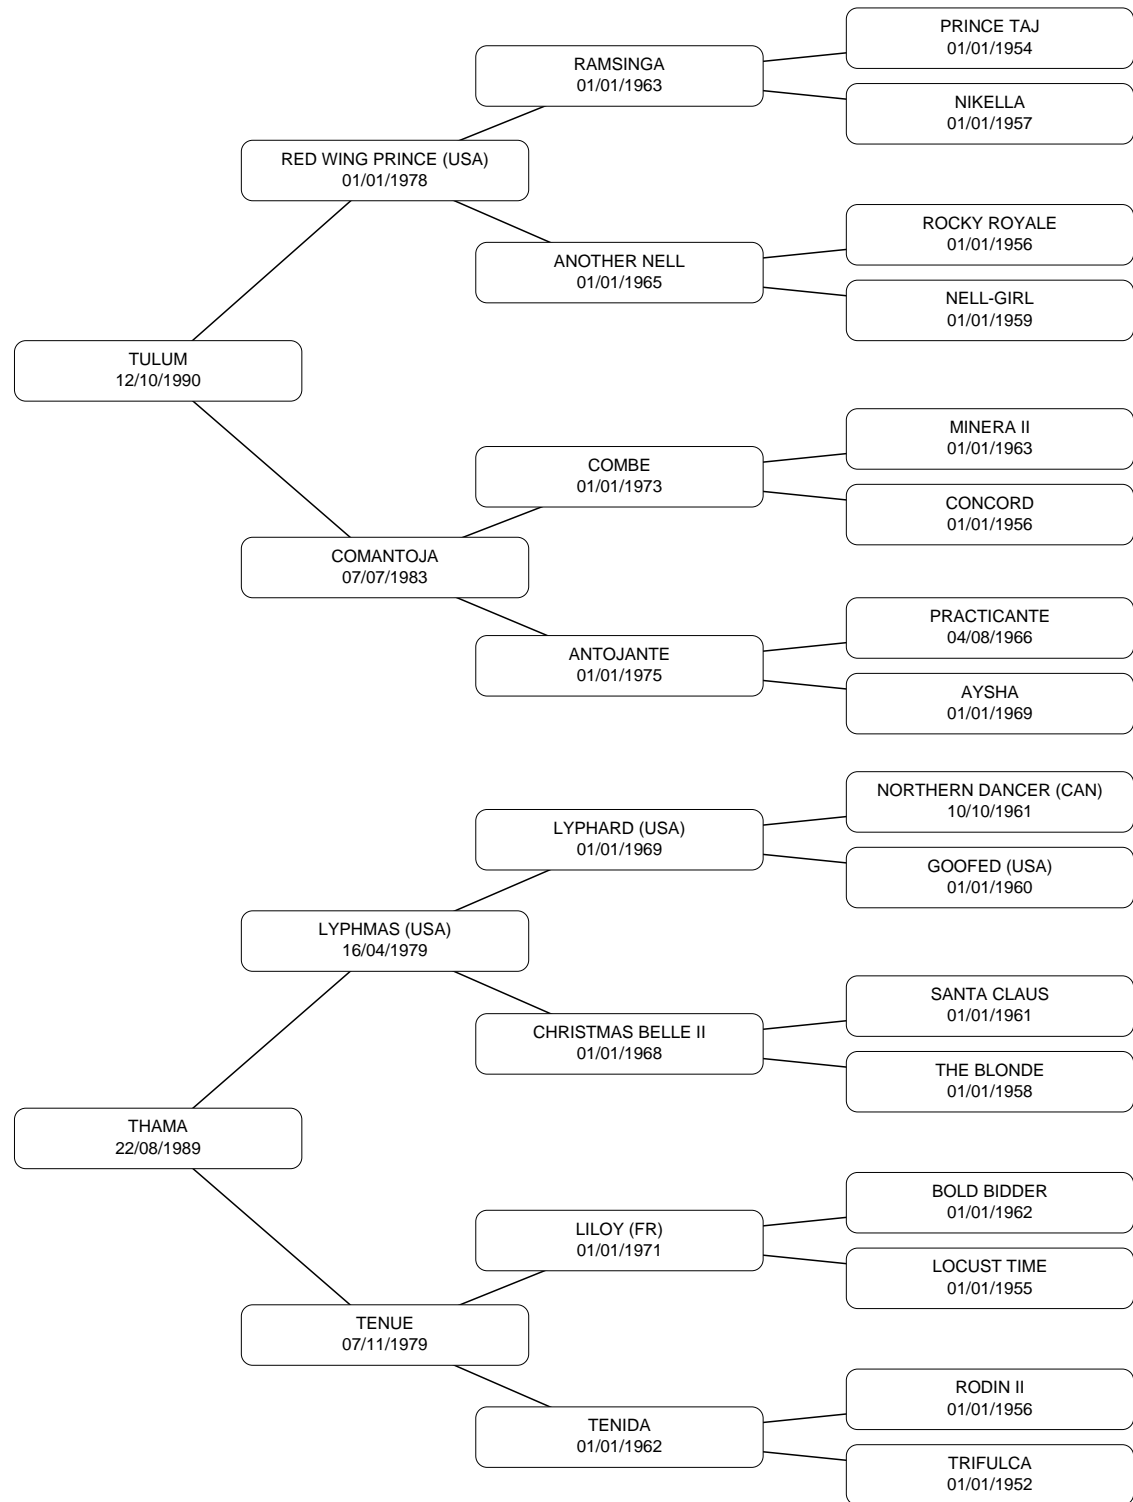 PRINCE TAJ
01/01/1954
RAMSINGA
01/01/1963
NIKELLA
01/01/1957
RED WING PRINCE (USA)
01/01/1978
ROCKY ROYALE
01/01/1956
ANOTHER NELL
01/01/1965
NELL-GIRL
01/01/1959
TULUM
12/10/1990
MINERA II
01/01/1963
COMBE
01/01/1973
CONCORD
01/01/1956
COMANTOJA
07/07/1983
PRACTICANTE
04/08/1966
ANTOJANTE
01/01/1975
AYSHA
01/01/1969
NORTHERN DANCER (CAN)
10/10/1961
LYPHARD (USA)
01/01/1969
GOOFED (USA)
01/01/1960
LYPHMAS (USA)
16/04/1979
SANTA CLAUS
01/01/1961
CHRISTMAS BELLE II
01/01/1968
THE BLONDE
01/01/1958
THAMA
22/08/1989
BOLD BIDDER
01/01/1962
LILOY (FR)
01/01/1971
LOCUST TIME
01/01/1955
TENUE
07/11/1979
RODIN II
01/01/1956
TENIDA
01/01/1962
TRIFULCA
01/01/1952